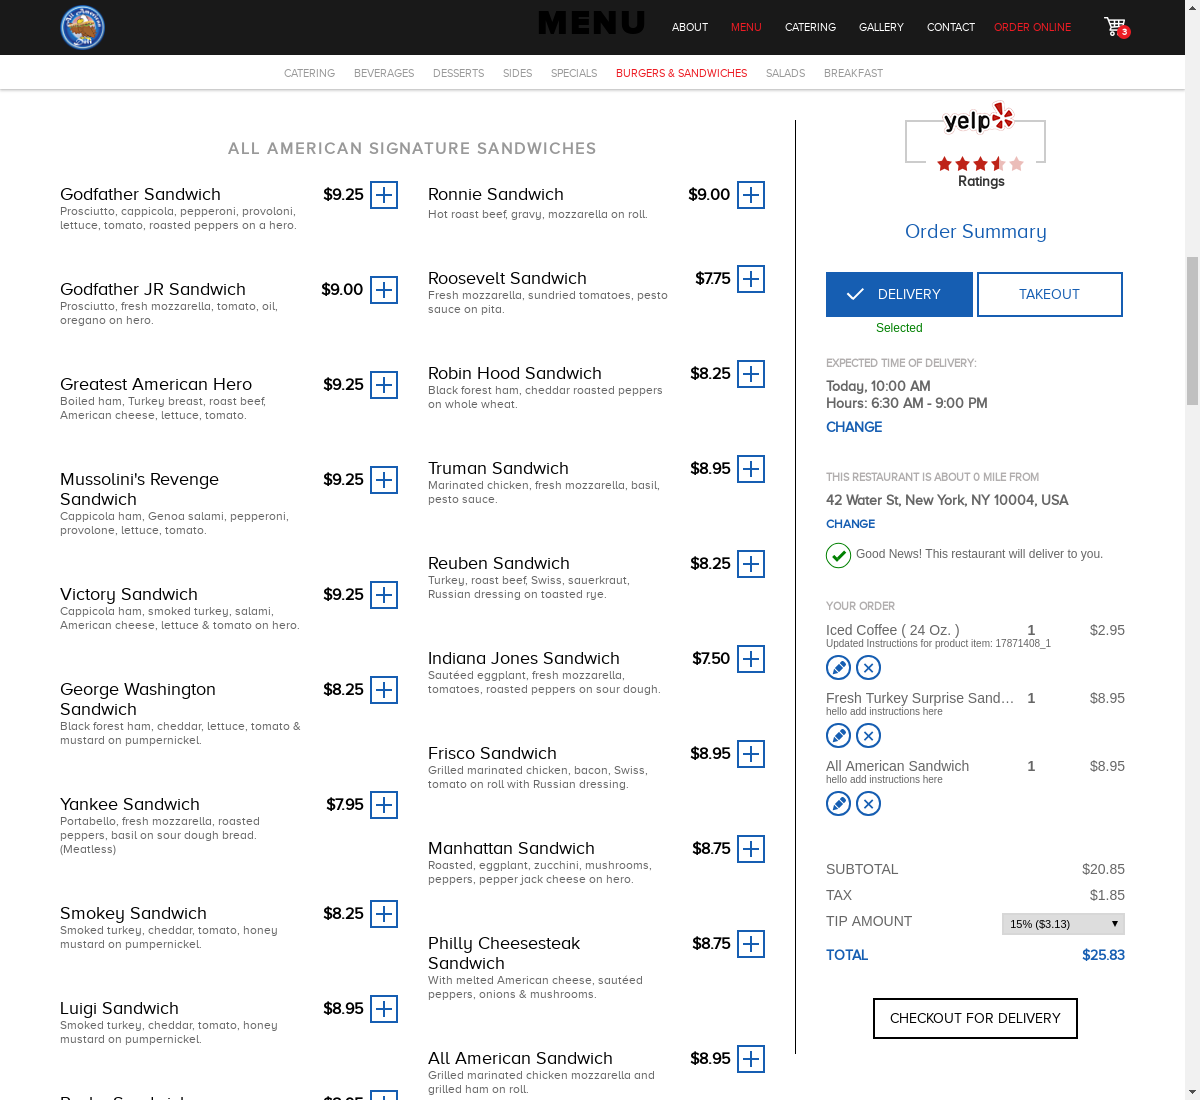 All American
Deli
MENU
ABOUT
MENU
CATERING
GALLERY
CONTACT
ORDER ONLINE
3
CATERING
BEVERAGES
DESSERTS
SIDES
SPECIALS
BURGERS & SANDWICHES
SALADS
BREAKFAST
ALL AMERICAN SIGNATURE SANDWICHES
Godfather Sandwich
$9.25
Prosciutto, cappicola, pepperoni, provoloni,
lettuce, tomato, roasted peppers on a hero.
Godfather JR Sandwich
$9.00
Prosciutto, fresh mozzarella, tomato, oil,
oregano on hero.
Greatest American Hero
$9.25
Boiled ham, Turkey breast, roast beef,
American cheese, lettuce, tomato.
Mussolini's Revenge
Sandwich
$9.25
Cappicola ham, Genoa salami, pepperoni,
provolone, lettuce, tomato.
Victory Sandwich
$9.25
Cappicola ham, smoked turkey, salami,
American cheese, lettuce & tomato on hero.
George Washington
Sandwich
$8.25
Black forest ham, cheddar, lettuce, tomato &
mustard on pumpernickel.
Yankee Sandwich
$7.95
Portabello, fresh mozzarella, roasted
peppers, basil on sour dough bread.
(Meatless)
Smokey Sandwich
$8.25
Smoked turkey, cheddar, tomato, honey
mustard on pumpernickel.
Luigi Sandwich
$8.95
Smoked turkey, cheddar, tomato, honey
mustard on pumpernickel.
Ronnie Sandwich
$9.00
Hot roast beef, gravy, mozzarella on roll.
Roosevelt Sandwich
$7.75
Fresh mozzarella, sundried tomatoes, pesto
sauce on pita.
Robin Hood Sandwich
$8.25
Black forest ham, cheddar roasted peppers
on whole wheat.
Truman Sandwich
$8.95
Marinated chicken, fresh mozzarella, basil,
pesto sauce.
Reuben Sandwich
$8.25
Turkey, roast beef, Swiss, sauerkraut,
Russian dressing on toasted rye.
Indiana Jones Sandwich
$7.50
Sautéed eggplant, fresh mozzarella,
tomatoes, roasted peppers on sour dough.
Frisco Sandwich
$8.95
Grilled marinated chicken, bacon, Swiss,
tomato on roll with Russian dressing.
Manhattan Sandwich
$8.75
Roasted, eggplant, zucchini, mushrooms,
peppers, pepper jack cheese on hero.
Philly Cheesesteak
Sandwich
$8.75
With melted American cheese, sautéed
peppers, onions & mushrooms.
All American Sandwich
$8.95
Grilled marinated chicken mozzarella and
grilled ham on roll.
yelp
Ratings
Order Summary
DELIVERY
TAKEOUT
Selected
EXPECTED TIME OF DELIVERY:
Today, 10:00 AM
Hours: 6:30 AM - 9:00 PM
CHANGE
THIS RESTAURANT IS ABOUT 0 MILE FROM
42 Water St, New York, NY 10004, USA
CHANGE
Good News! This restaurant will deliver to you.
YOUR ORDER
Iced Coffee ( 24 Oz. ) 1 $2.95
Updated Instructions for product item: 17871408_1
Fresh Turkey Surprise Sand… 1 $8.95
hello add instructions here
All American Sandwich 1 $8.95
hello add instructions here
SUBTOTAL $20.85
TAX $1.85
TIP AMOUNT 15% ($3.13)
TOTAL $25.83
CHECKOUT FOR DELIVERY